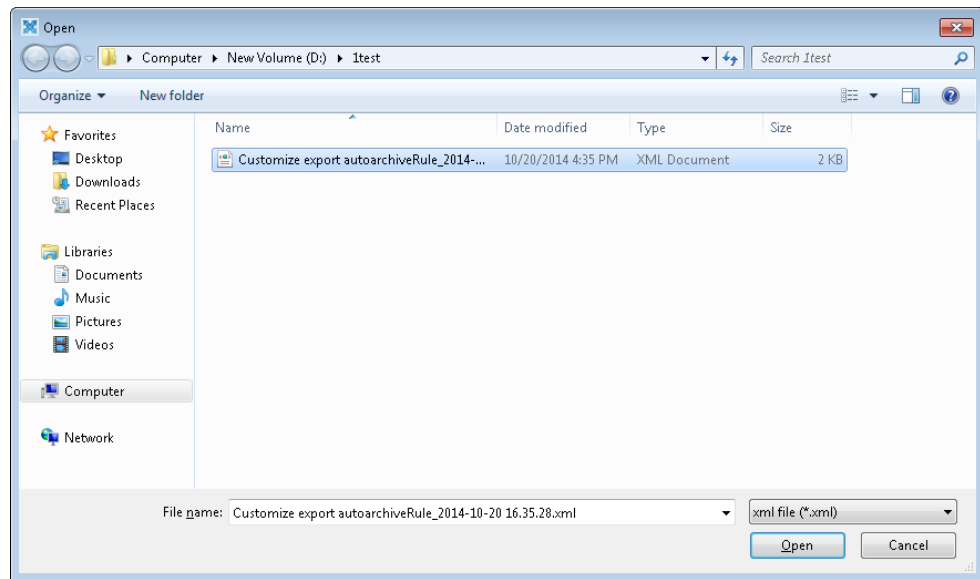 Open
Computer New Volume (D:) 1test
Search 1test
Organize New folder
Favorites
Desktop
Downloads
Recent Places
Libraries
Documents
Music
Pictures
Videos
Computer
Network
Name Date modified Type Size
Customize export autoarchiveRule_2014-... 10/20/2014 4:35 PM XML Document 2 KB
File name: Customize export autoarchiveRule_2014-10-20 16.35.28.xml xml file (*.xml)
Open Cancel